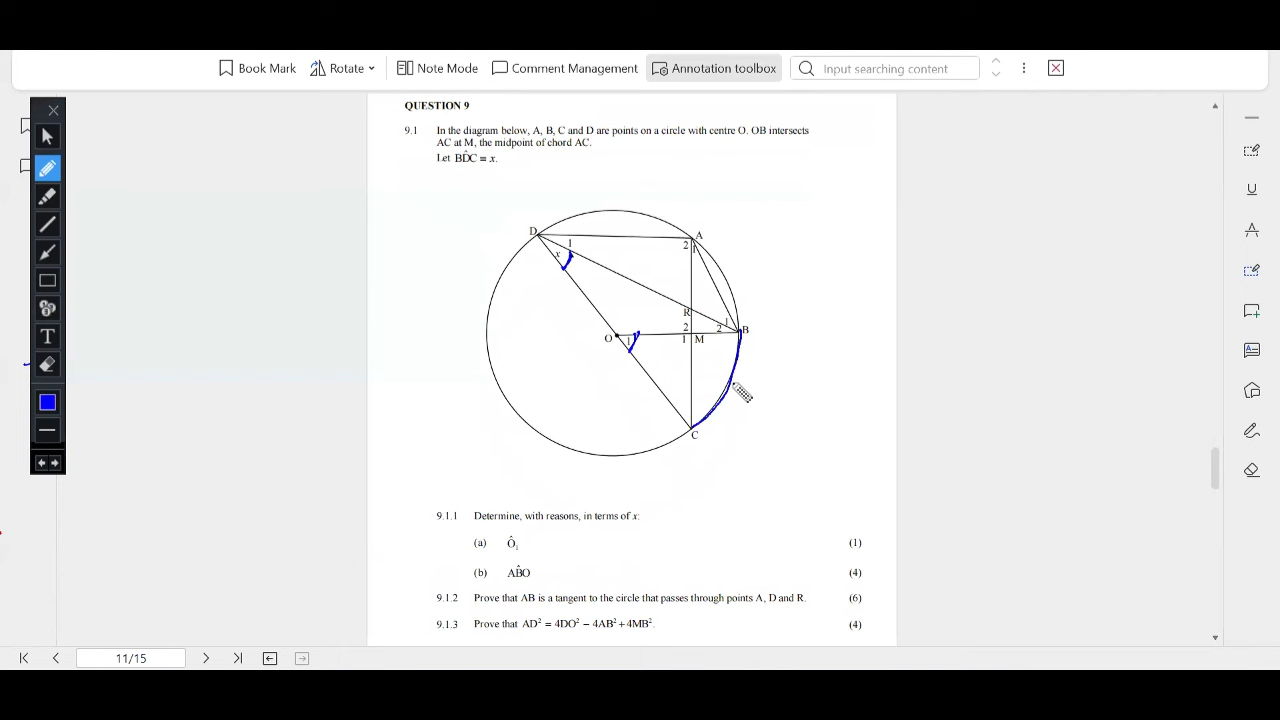 Book Mark Rotate Note Mode Comment Management Annotation toolbox Input searching content
QUESTION 9
9.1 In the diagram below, A, B, C and D are points on a circle with centre O. OB intersects
AC at M, the midpoint of chord AC.
Let BD̂C = x.
D
A
1
2
1
x
R
1
2
2
B
O
1
1
M
C
9.1.1 Determine, with reasons, in terms of x:
(a) Ô₁ (1)
(b) AB̂O (4)
9.1.2 Prove that AB is a tangent to the circle that passes through points A, D and R. (6)
9.1.3 Prove that AD² = 4DO² − 4AB² + 4MB². (4)
11/15